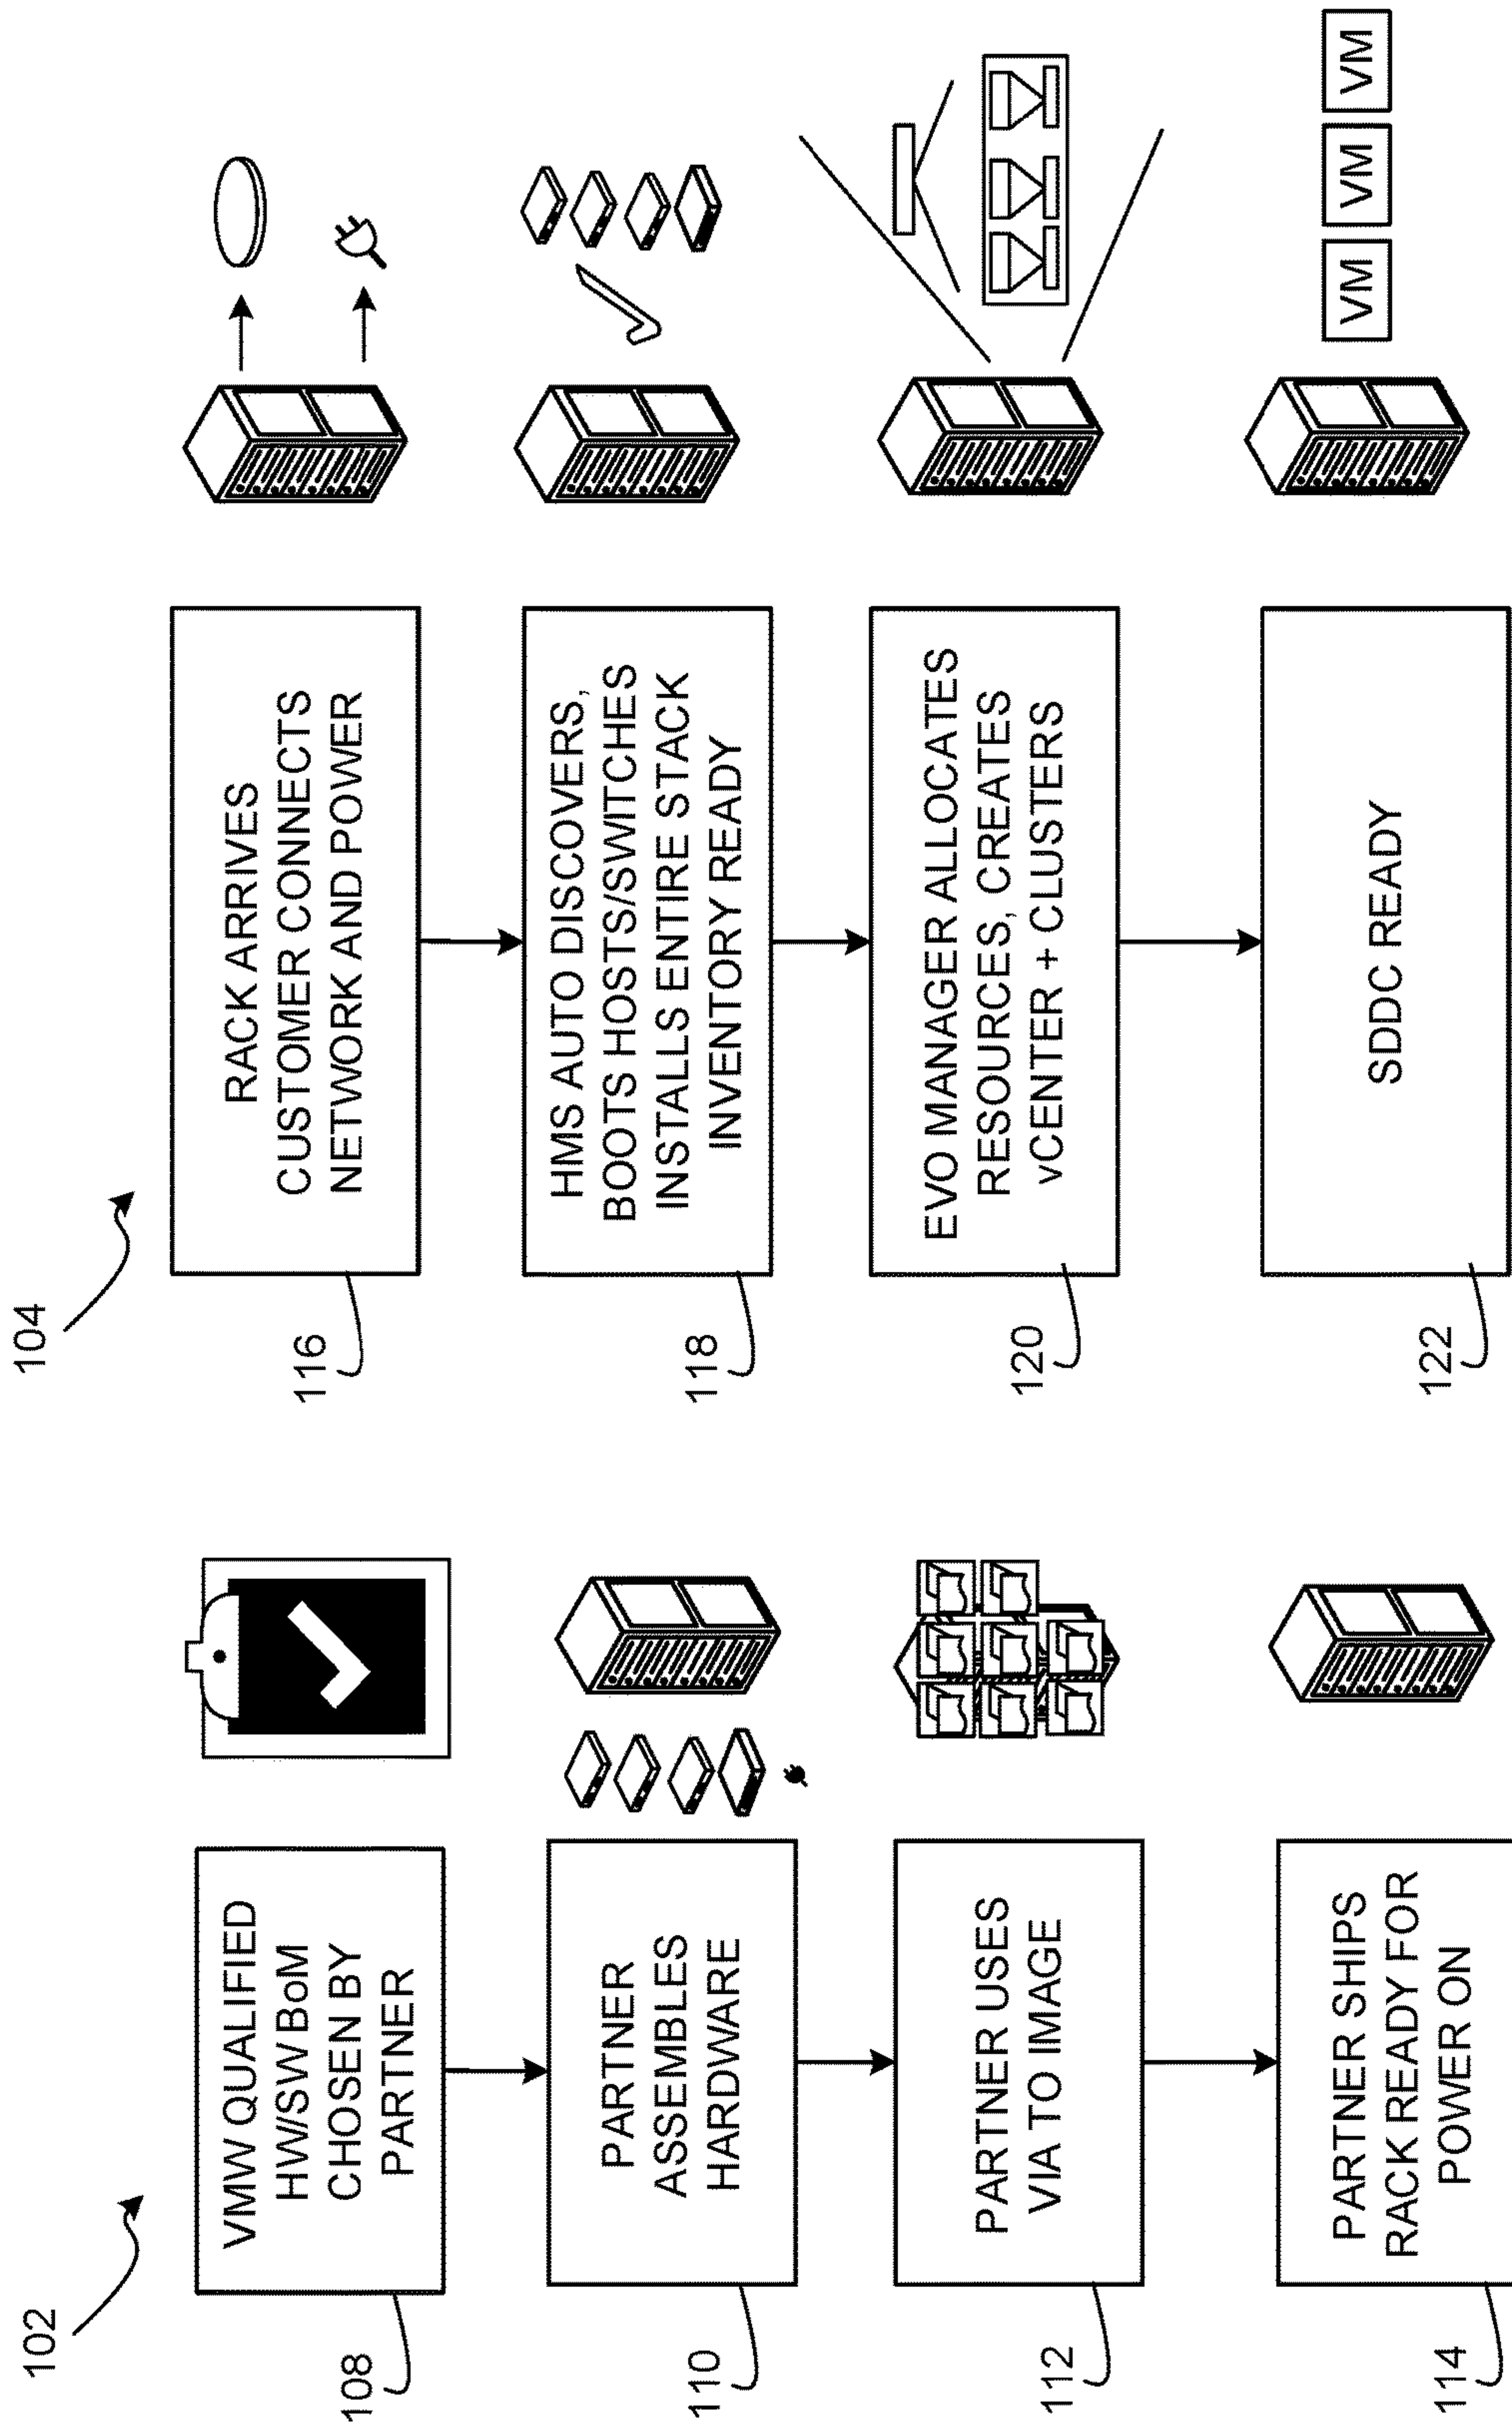 102
VMW QUALIFIED
HW/SW BoM
CHOSEN BY
PARTNER
108
PARTNER
ASSEMBLES
HARDWARE
110
PARTNER USES
VIA TO IMAGE
112
PARTNER SHIPS
RACK READY FOR
POWER ON
114
104
RACK ARRIVES
CUSTOMER CONNECTS
NETWORK AND POWER
116
HMS AUTO DISCOVERS,
BOOTS HOSTS/SWITCHES
INSTALLS ENTIRE STACK
INVENTORY READY
118
EVO MANAGER ALLOCATES
RESOURCES, CREATES
vCENTER + CLUSTERS
120
SDDC READY
122
VM VM VM